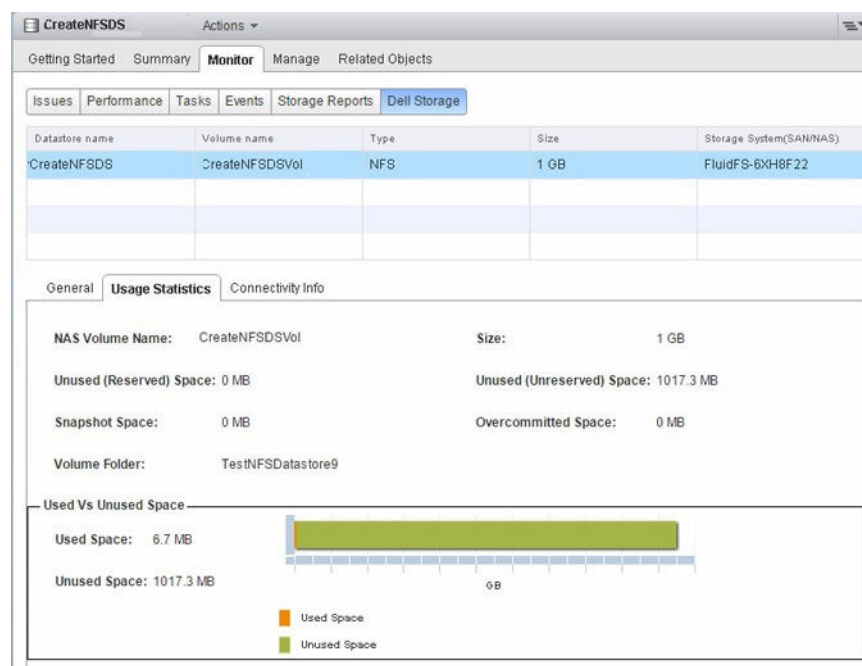 CreateNFSDS Actions
Getting Started Summary Monitor Manage Related Objects
Issues Performance Tasks Events Storage Reports Dell Storage
Datastore name Volume name Type Size Storage System(SAN/NAS)
CreateNFSDS CreateNFSDSVol NFS 1 GB FluidFS-6XH8F22
General Usage Statistics Connectivity Info
NAS Volume Name: CreateNFSDSVol Size: 1 GB
Unused (Reserved) Space: 0 MB Unused (Unreserved) Space: 1017.3 MB
Snapshot Space: 0 MB Overcommitted Space: 0 MB
Volume Folder: TestNFSDatastore9
Used Vs Unused Space
Used Space: 6.7 MB
Unused Space: 1017.3 MB
GB
Used Space
Unused Space